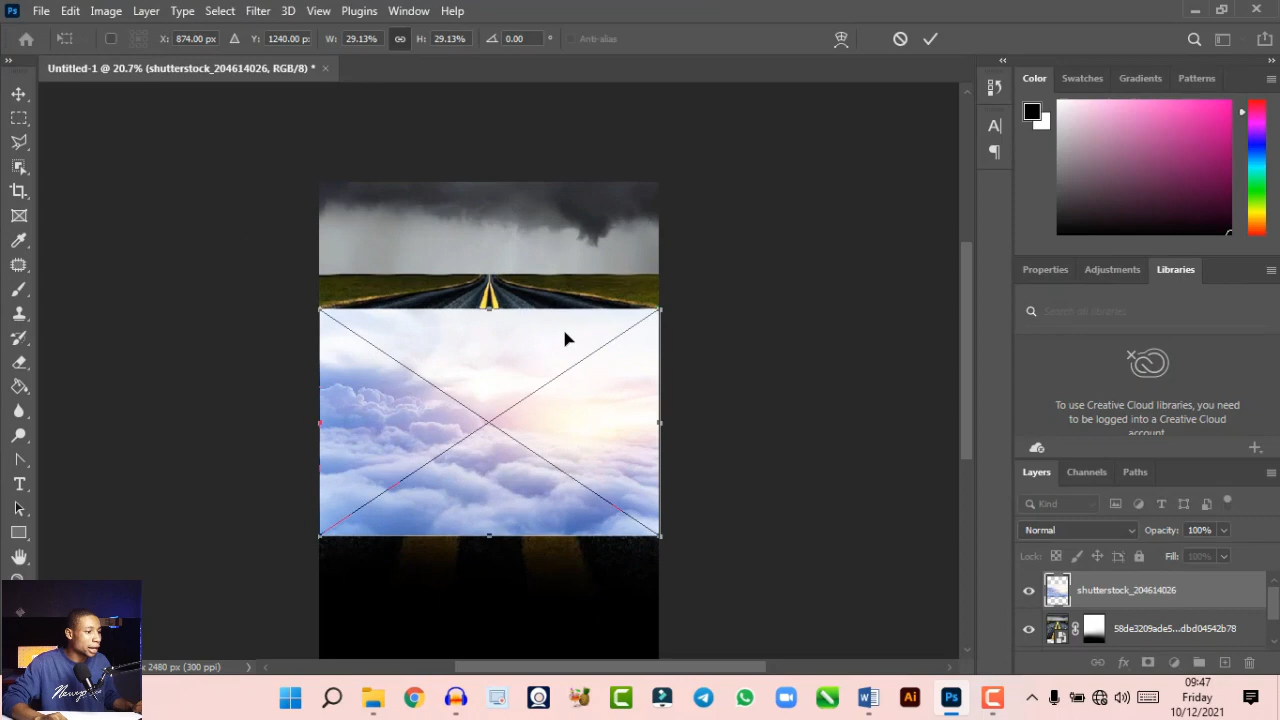 Ps File Edit Image Layer Type Select Filter 3D View Plugins Window Help
X: 874.00 px Y: 1240.00 px W: 29.13% H: 29.13% 0.00 ° Anti-alias
Untitled-1 @ 20.7% (shutterstock_204614026, RGB/8) *
Color Swatches Gradients Patterns
Properties Adjustments Libraries
Search all libraries
To use Creative Cloud libraries, you need
to be logged into a Creative Cloud
account.
Layers Channels Paths
Kind
Normal Opacity: 100%
Lock: Fill: 100%
shutterstock_204614026
58de3209ade5...dbd04542b78
2480 px (300 ppi)
09:47
Friday
10/12/2021